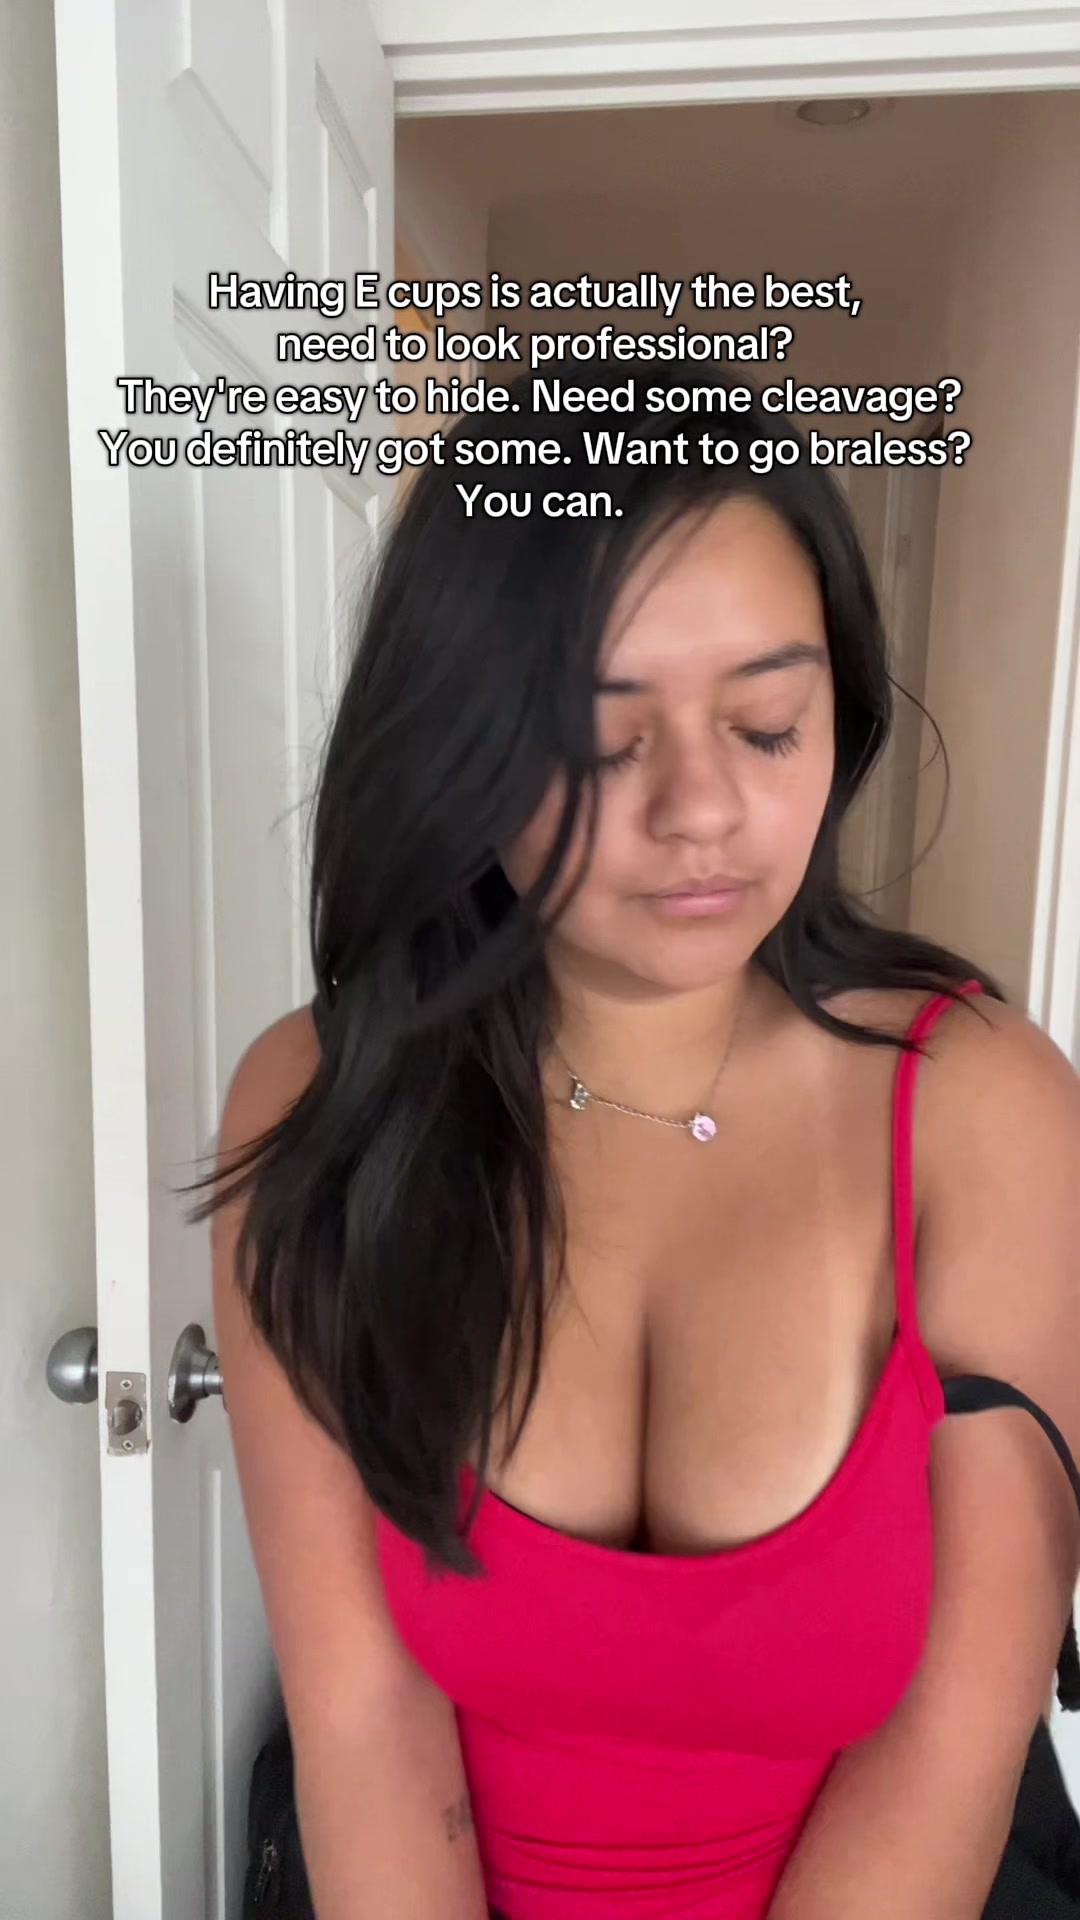 Having E cups is actually the best,
need to look professional?
They're easy to hide. Need some cleavage?
You definitely got some. Want to go braless?
You can.